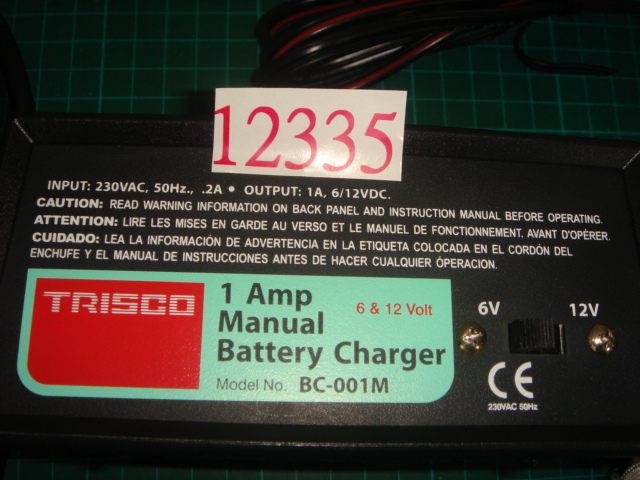 12335
INPUT: 230VAC, 50Hz., .2A • OUTPUT: 1A, 6/12VDC.
CAUTION: READ WARNING INFORMATION ON BACK PANEL AND INSTRUCTION MANUAL BEFORE OPERATING.
ATTENTION: LIRE LES MISES EN GARDE AU VERSO ET LE MANUEL DE FONCTIONNEMENT, AVANT D'OPÉRER.
CUIDADO: LEA LA INFORMACIÓN DE ADVERTENCIA EN LA ETIQUETA COLOCADA EN EL CORDÓN DEL
ENCHUFE Y EL MANUAL DE INSTRUCCIONES ANTES DE HACER CUALQUIER ÓPERACION.
TRISCO
1 Amp
Manual
Battery Charger
6 & 12 Volt
Model No. BC-001M
6V 12V
CE
230VAC 50Hz